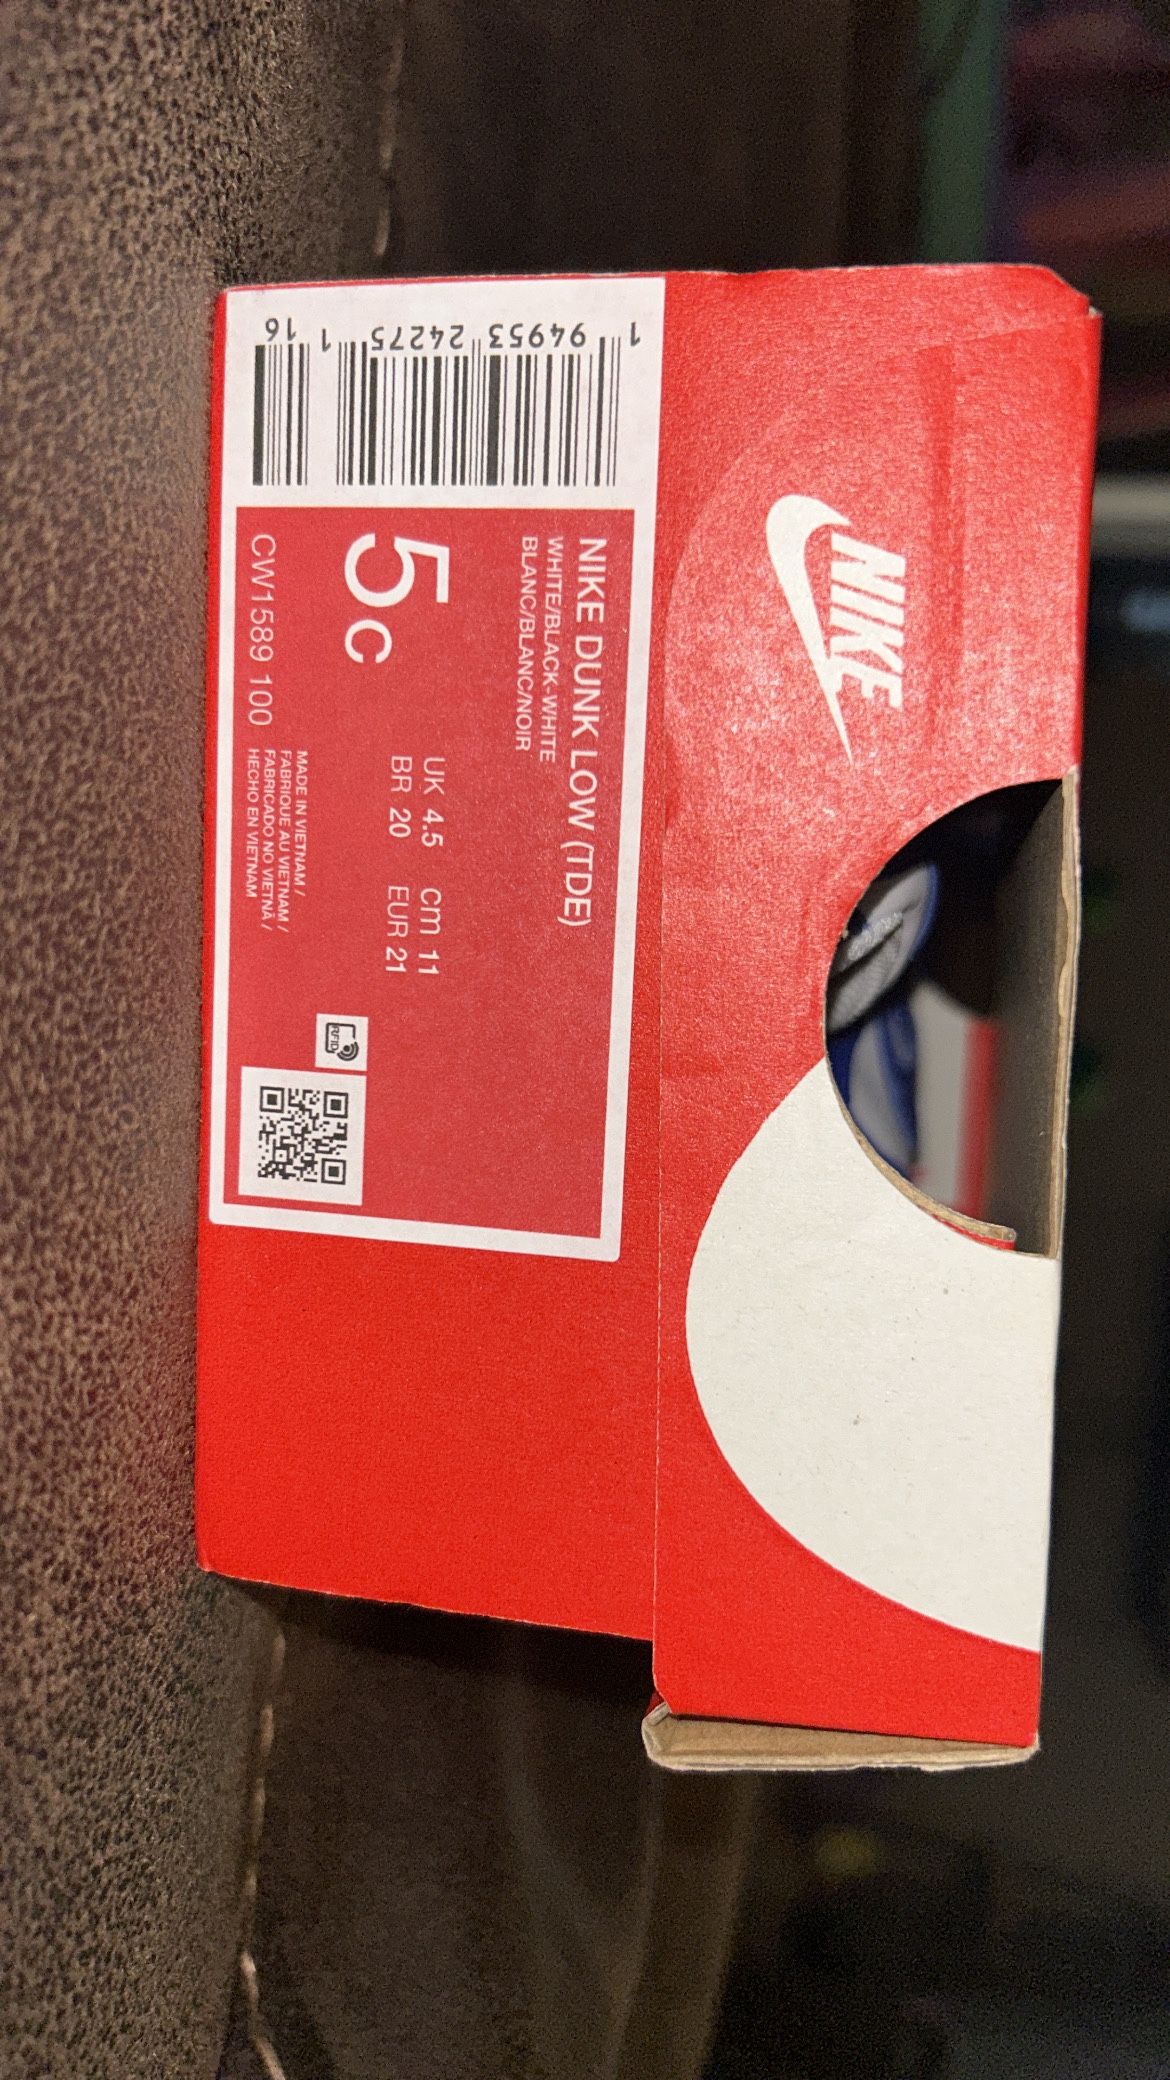 NIKE
NIKE DUNK LOW (TDE)
WHITE/BLACK-WHITE
BLANC/BLANC/NOIR
5C
UK 4.5 cm 11
BR 20 EUR 21
CW1589 100
MADE IN VIETNAM /
FABRIQUE AU VIETNAM /
FABRICADO NO VIETNÃ /
HECHO EN VIETNAM
RFID
1 94953 24275 1 16